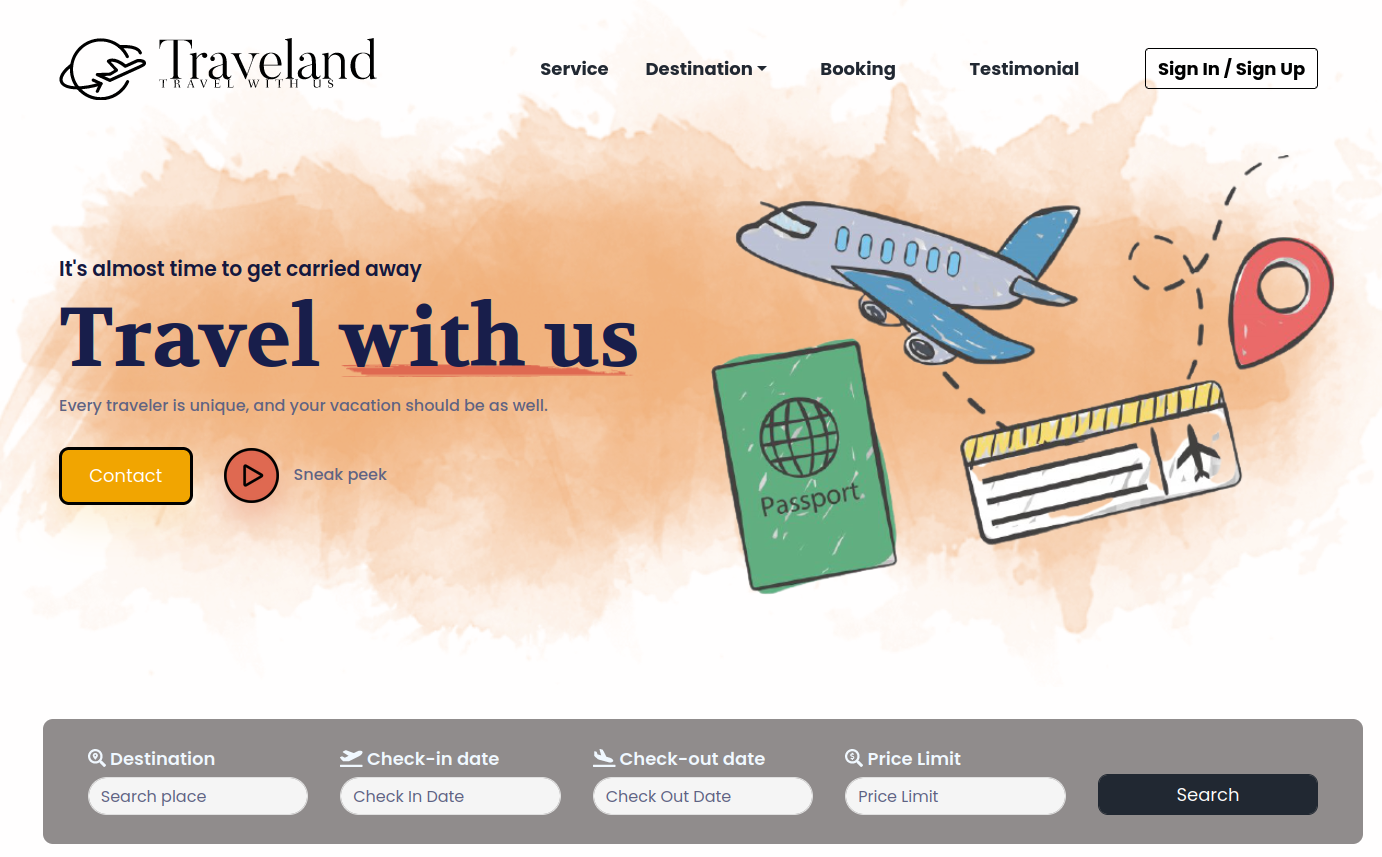 Traveland
TRAVEL WITH US
Service Destination Booking Testimonial Sign In / Sign Up
It's almost time to get carried away
Travel with us
Every traveler is unique, and your vacation should be as well.
Contact Sneak peek
Passport
Destination Check-in date Check-out date Price Limit
Search place Check In Date Check Out Date Price Limit Search